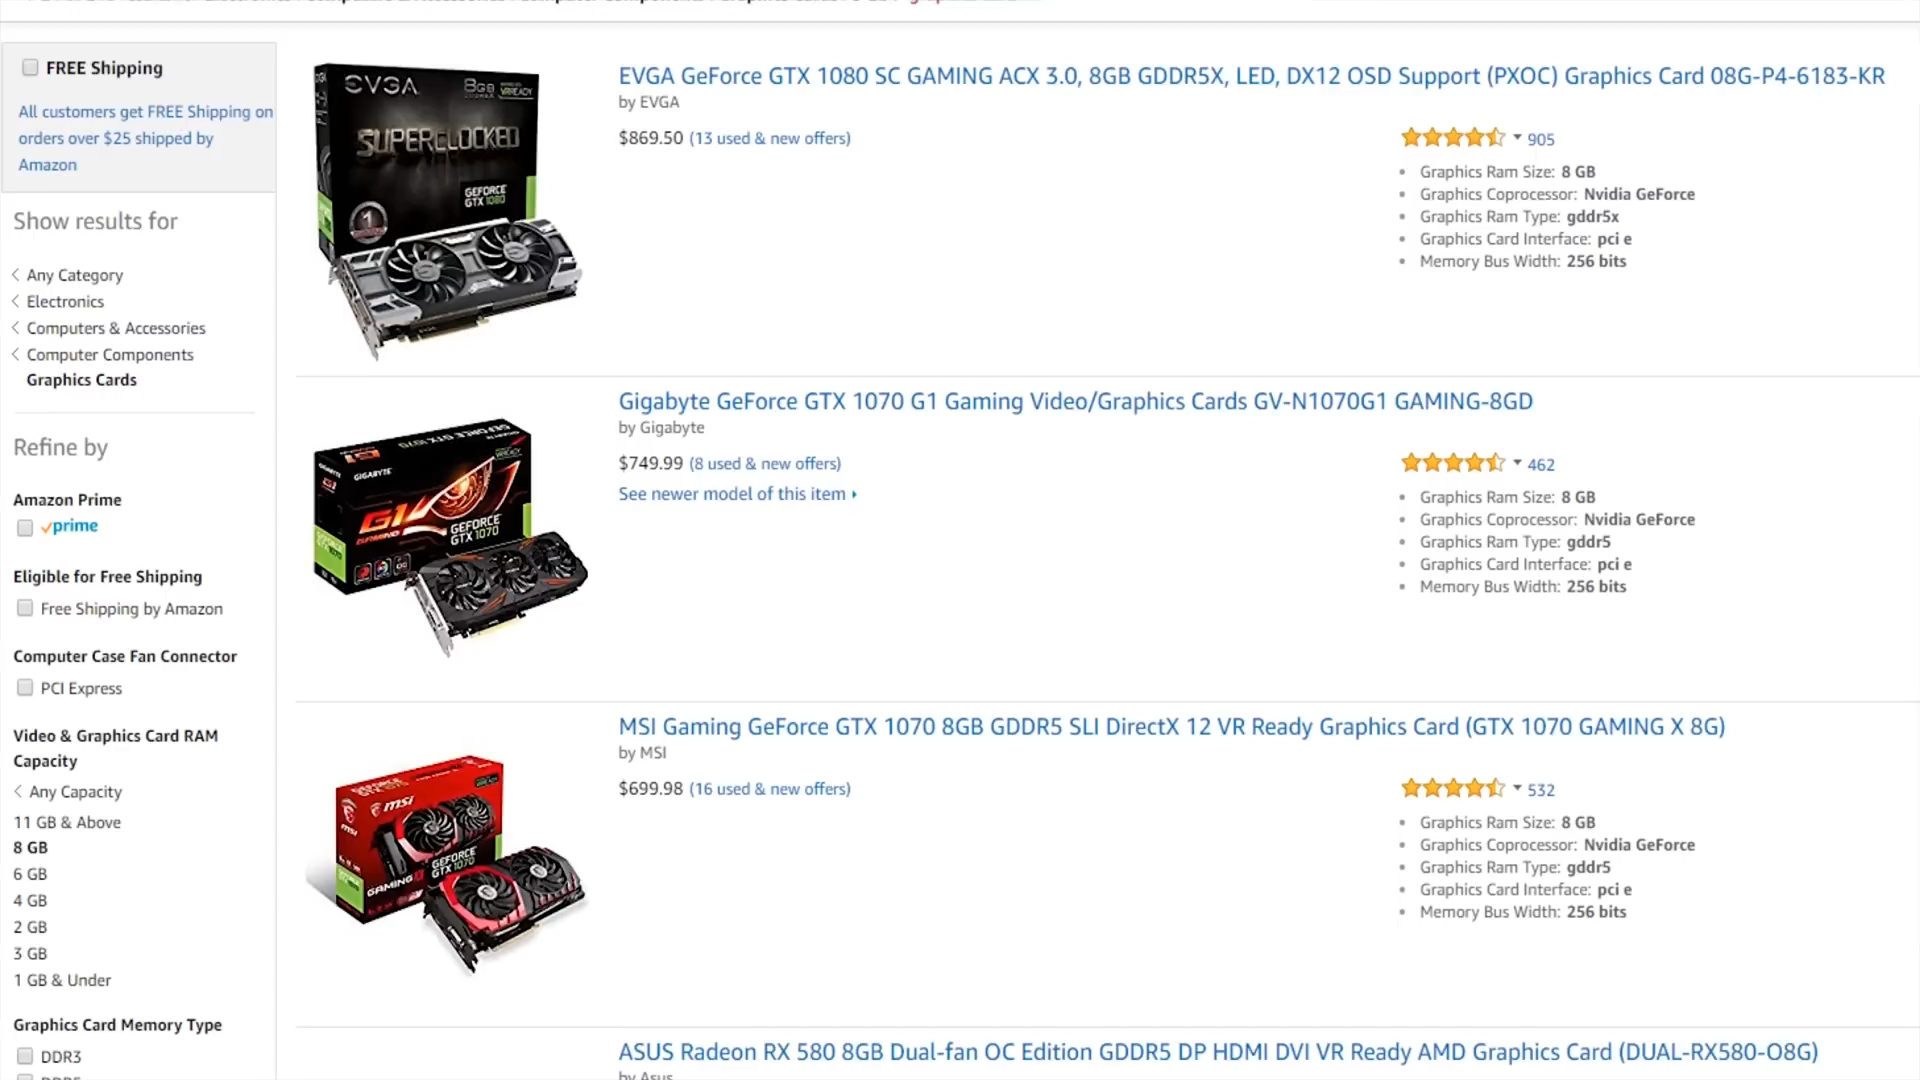 FREE Shipping
All customers get FREE Shipping on
orders over $25 shipped by
Amazon
Show results for
Any Category
Electronics
Computers & Accessories
Computer Components
Graphics Cards
Refine by
Amazon Prime
prime
Eligible for Free Shipping
Free Shipping by Amazon
Computer Case Fan Connector
PCI Express
Video & Graphics Card RAM
Capacity
Any Capacity
11 GB & Above
8 GB
6 GB
4 GB
2 GB
3 GB
1 GB & Under
Graphics Card Memory Type
DDR3
EVGA
8GB
VR READY
SUPERCLOCKED
GEFORCE
GTX 1080
EVGA GeForce GTX 1080 SC GAMING ACX 3.0, 8GB GDDR5X, LED, DX12 OSD Support (PXOC) Graphics Card 08G-P4-6183-KR
by EVGA
$869.50 (13 used & new offers)
905
Graphics Ram Size: 8 GB
Graphics Coprocessor: Nvidia GeForce
Graphics Ram Type: gddr5x
Graphics Card Interface: pci e
Memory Bus Width: 256 bits
GEFORCE GTX 1070
GIGABYTE
G1
GAMING
GEFORCE
GTX 1070
Gigabyte GeForce GTX 1070 G1 Gaming Video/Graphics Cards GV-N1070G1 GAMING-8GD
by Gigabyte
$749.99 (8 used & new offers)
See newer model of this item
462
Graphics Ram Size: 8 GB
Graphics Coprocessor: Nvidia GeForce
Graphics Ram Type: gddr5
Graphics Card Interface: pci e
Memory Bus Width: 256 bits
msi
GEFORCE
GTX 1070
GAMING X
MSI Gaming GeForce GTX 1070 8GB GDDR5 SLI DirectX 12 VR Ready Graphics Card (GTX 1070 GAMING X 8G)
by MSI
$699.98 (16 used & new offers)
532
Graphics Ram Size: 8 GB
Graphics Coprocessor: Nvidia GeForce
Graphics Ram Type: gddr5
Graphics Card Interface: pci e
Memory Bus Width: 256 bits
ASUS Radeon RX 580 8GB Dual-fan OC Edition GDDR5 DP HDMI DVI VR Ready AMD Graphics Card (DUAL-RX580-O8G)
by Asus